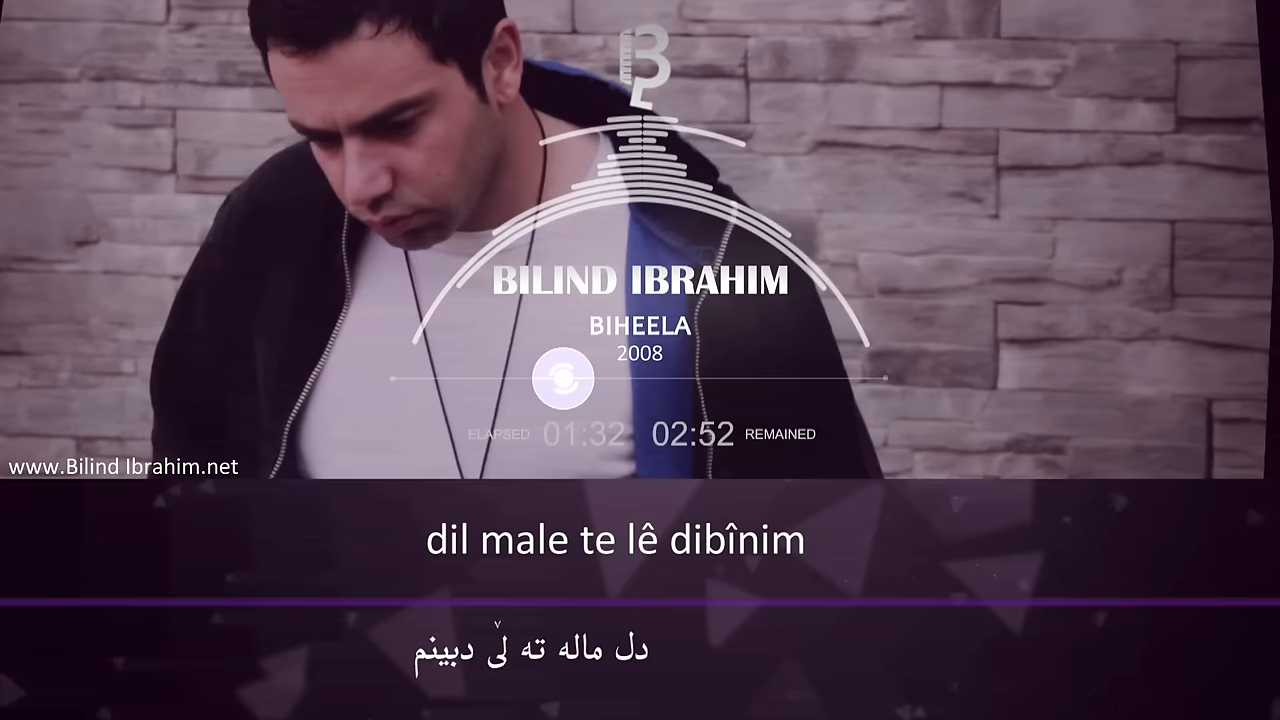 BILIND IBRAHIM
BIHEELA
2008
ELAPSED 01:32 02:52 REMAINED
www.Bilind Ibrahim.net
dil male te lê dibînim
دل ماله ته لێ دبینم